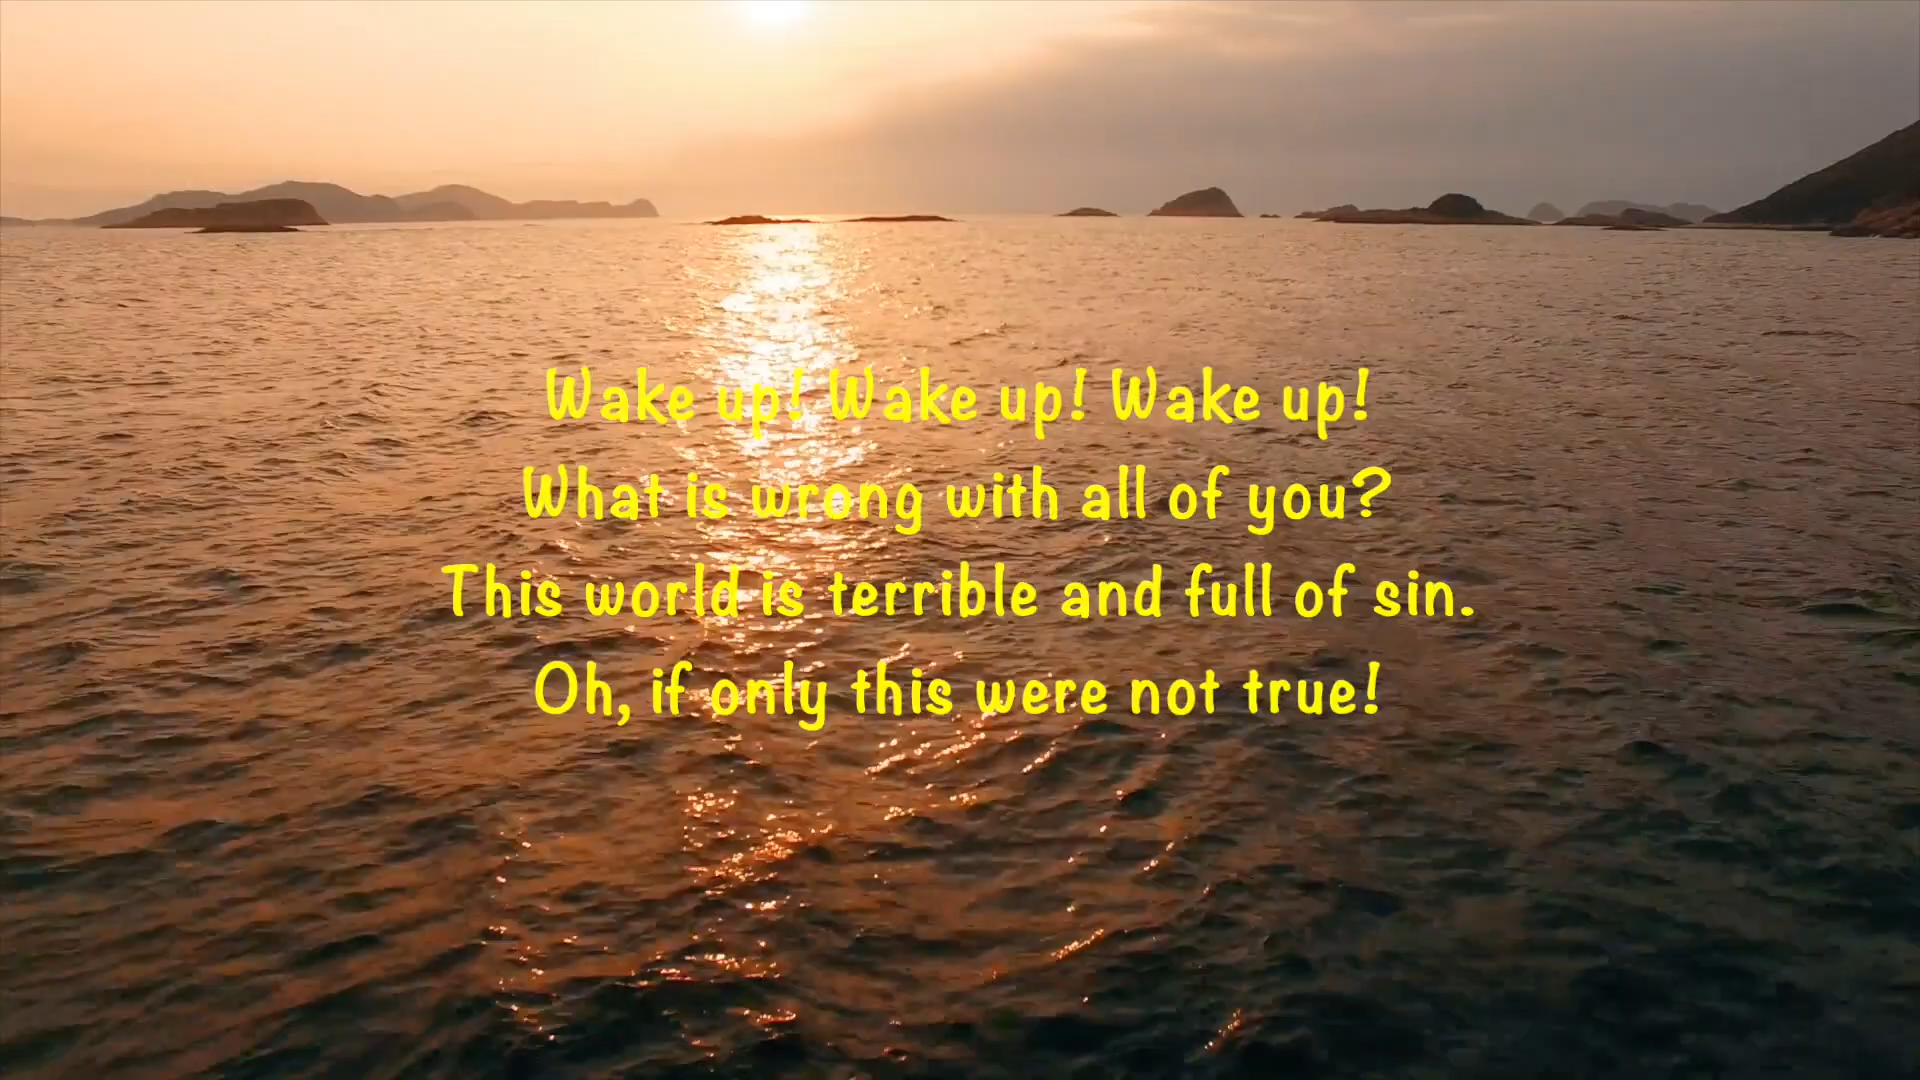 Wake up! Wake up! Wake up!
What is wrong with all of you?
This world is terrible and full of sin.
Oh, if only this were not true!